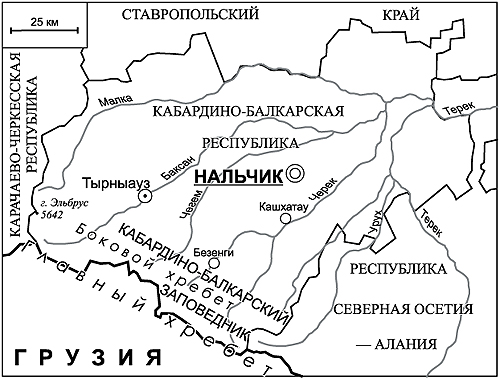 25 км
СТАВРОПОЛЬСКИЙ
КРАЙ
КАРАЧАЕВО-ЧЕРКЕССКАЯ
РЕСПУБЛИКА
Малка
КАБАРДИНО-БАЛКАРСКАЯ
РЕСПУБЛИКА
Терек
Баксан
НАЛЬЧИК
Тырныауз
Чегем
Черек
г. Эльбрус
5642
Кашхатау
Урух
Терек
Боковой хребет
КАБАРДИНО-БАЛКАРСКИЙ
ЗАПОВЕДНИК
Безенги
Главный хребет
РЕСПУБЛИКА
СЕВЕРНАЯ ОСЕТИЯ
— АЛАНИЯ
ГРУЗИЯ